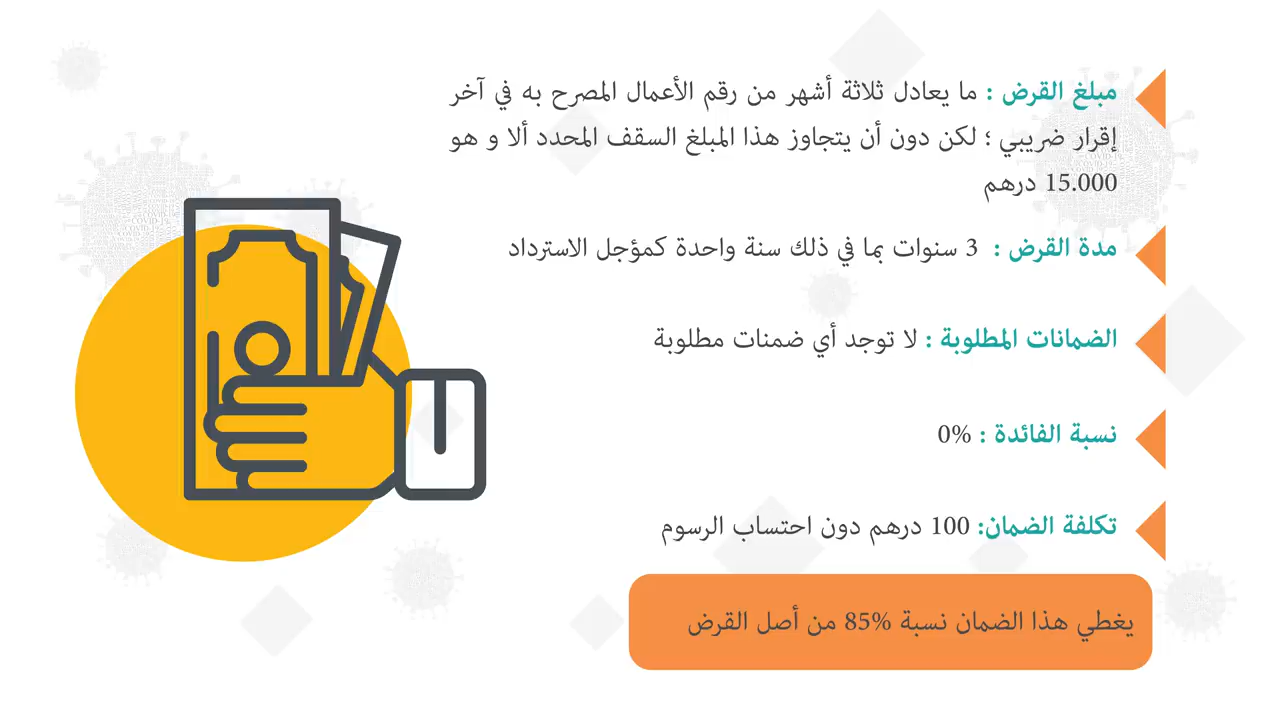 مبلغ القرض : ما يعادل ثلاثة أشهر من رقم الأعمال المصرح به في آخر
إقرار ضريبي ؛ لكن دون أن يتجاوز هذا المبلغ السقف المحدد ألا و هو
15.000 درهم
مدة القرض : 3 سنوات بما في ذلك سنة واحدة كمؤجل الاسترداد
الضمانات المطلوبة : لا توجد أي ضمنات مطلوبة
نسبة الفائدة : 0%
تكلفة الضمان: 100 درهم دون احتساب الرسوم
يغطي هذا الضمان نسبة 85% من أصل القرض